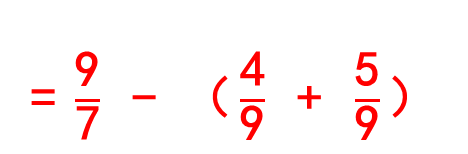 = 9/7 - (4/9 + 5/9)